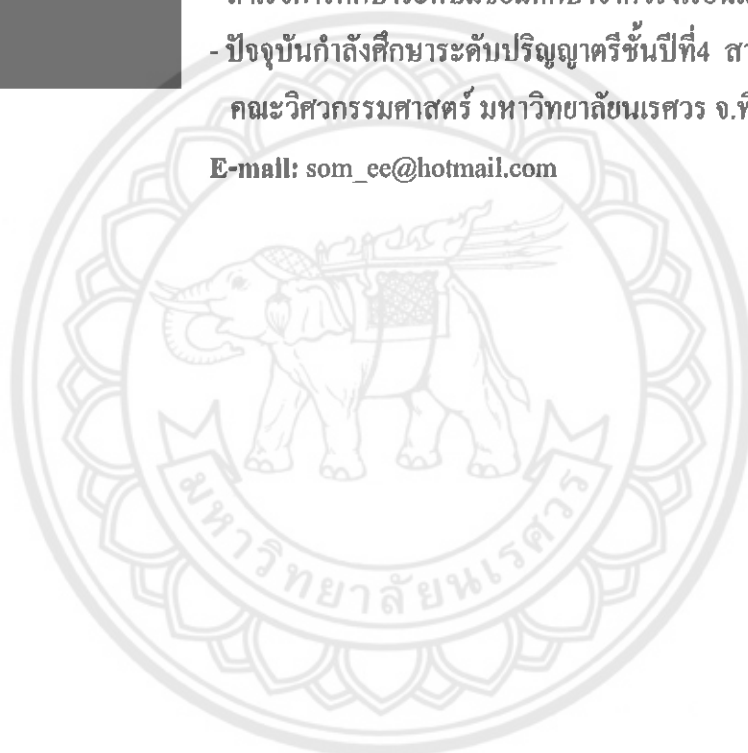 - ปัจจุบันกำลังศึกษาระดับปริญญาตรีชั้นปีที่4
คณะวิศวกรรมศาสตร์ มหาวิทยาลัยนเรศวร
E-mail: som_ee@hotmail.com
มหาวิทยาลัยนเรศวร